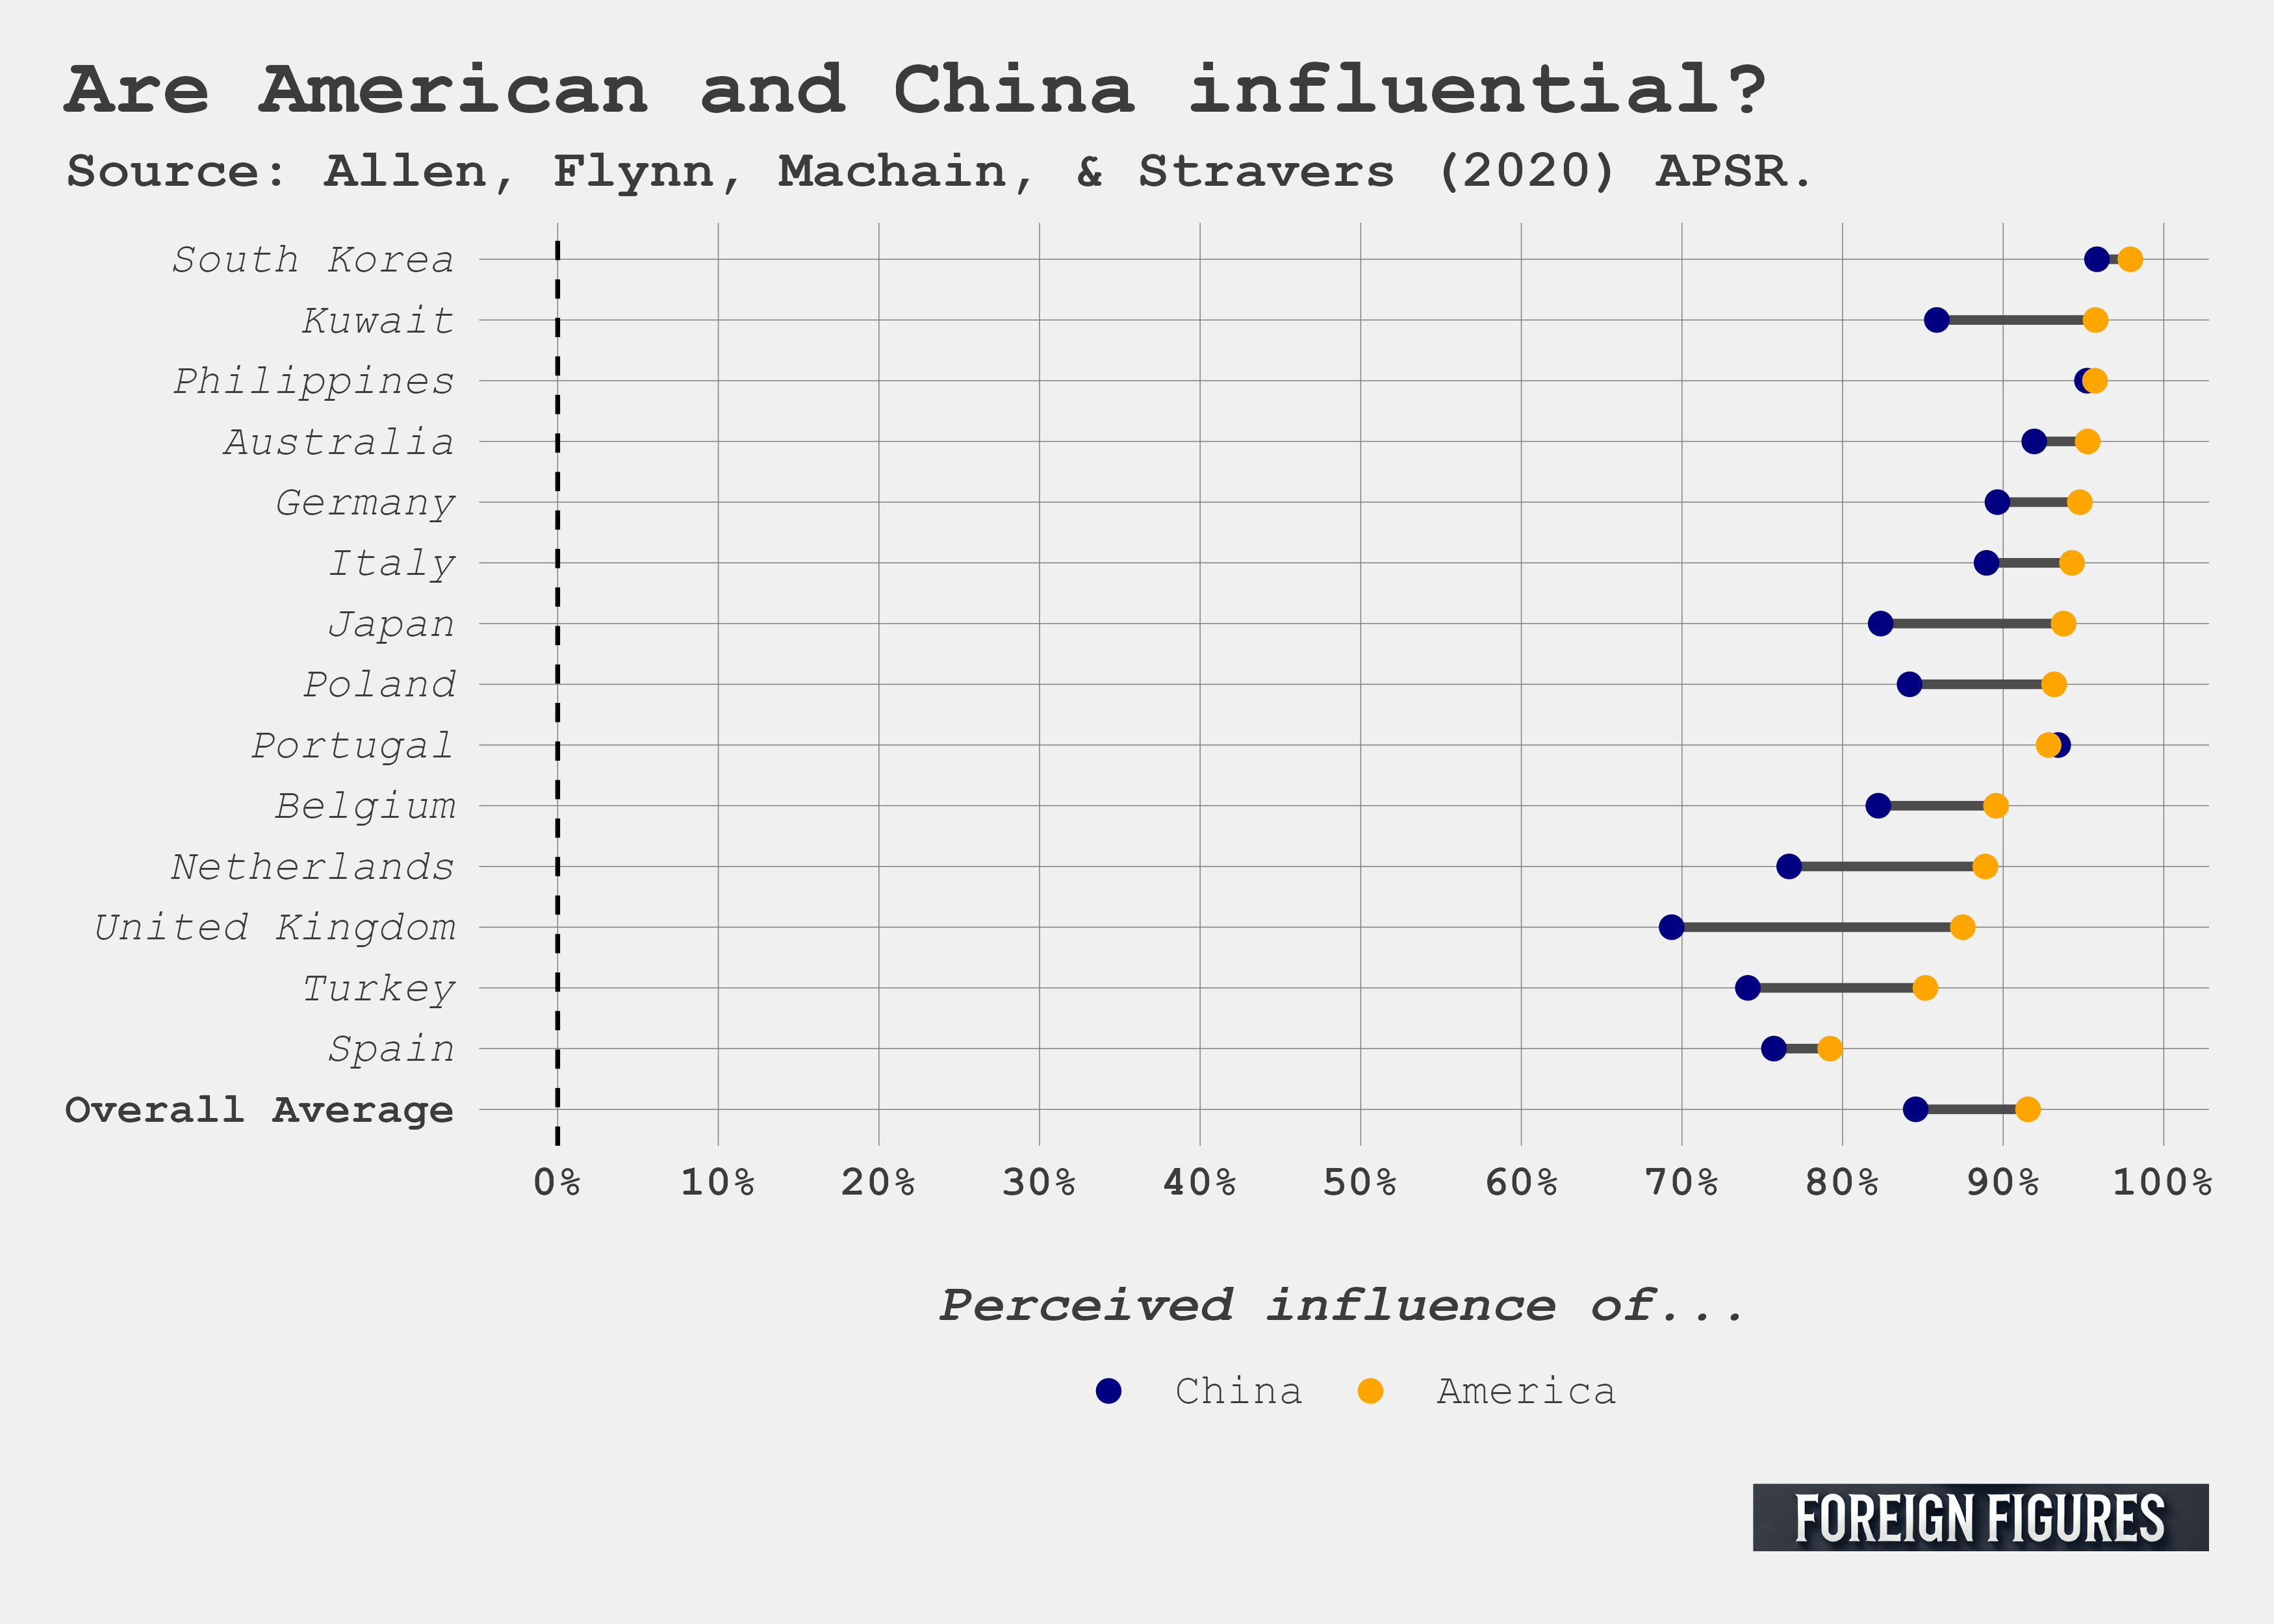 Are American and China influential?
Source: Allen, Flynn, Machain, & Stravers (2020) APSR.
South Korea
Kuwait
Philippines
Australia
Germany
Italy
Japan
Poland
Portugal
Belgium
Netherlands
United Kingdom
Turkey
Spain
Overall Average
0% 10% 20% 30% 40% 50% 60% 70% 80% 90% 100%
Perceived influence of...
China America
FOREIGN FIGURES